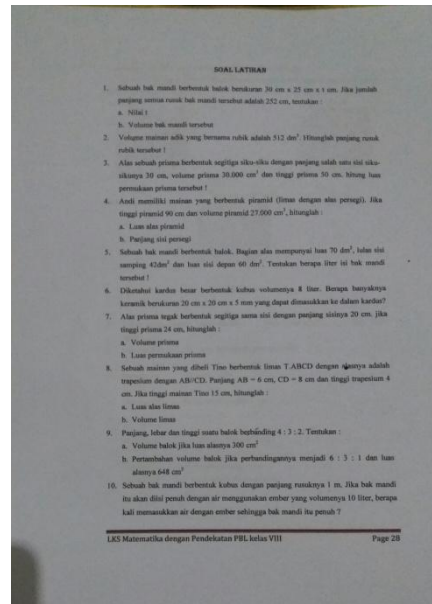 SOAL LATIHAN
1. Sebuah bak mandi berbentuk balok berukuran 30 cm x 25 cm x t cm. Jika jumlah
panjang semua rusuk bak mandi tersebut adalah 252 cm, tentukan :
a. Nilai t
b. Volume bak mandi tersebut
2. Volume mainan adik yang bernama rubik adalah 512 dm³. Hitunglah panjang rusuk
rubik tersebut !
3. Alas sebuah prisma berbentuk segitiga siku-siku dengan panjang salah satu sisi siku-
sikunya 30 cm, volume prisma 30.000 cm³ dan tinggi prisma 50 cm. hitung luas
permukaan prisma tersebut !
4. Andi memiliki mainan yang berbentuk piramid (limas dengan alas persegi). Jika
tinggi piramid 90 cm dan volume piramid 27.000 cm³, hitunglah :
a. Luas alas piramid
b. Panjang sisi persegi
5. Sebuah bak mandi berbentuk balok. Bagian alas mempunyai luas 70 dm², luas sisi
samping 42dm² dan luas sisi depan 60 dm². Tentukan berapa liter isi bak mandi
tersebut !
6. Diketahui kardus besar berbentuk kubus volumenya 8 liter. Berapa banyaknya
keramik berukuran 20 cm x 20 cm x 5 mm yang dapat dimasukkan ke dalam kardus?
7. Alas prisma tegak berbentuk segitiga sama sisi dengan panjang sisinya 20 cm. jika
tinggi prisma 24 cm, hitunglah :
a. Volume prisma
b. Luas permukaan prisma
8. Sebuah mainan yang dibeli Tino berbentuk limas T.ABCD dengan alasnya adalah
trapesium dengan AB//CD. Panjang AB = 6 cm, CD = 8 cm dan tinggi trapesium 4
cm. Jika tinggi mainan Tino 15 cm, hitunglah :
a. Luas alas limas
b. Volume limas
9. Panjang, lebar dan tinggi suatu balok berbanding 4 : 3 : 2. Tentukan :
a. Volume balok jika luas alasnya 300 cm²
b. Pertambahan volume balok jika perbandingannya menjadi 6 : 3 : 1 dan luas
alasnya 648 cm²
10. Sebuah bak mandi berbentuk kubus dengan panjang rusuknya 1 m. Jika bak mandi
itu akan diisi penuh dengan air menggunakan ember yang volumenya 10 liter, berapa
kali memasukkan air dengan ember sehingga bak mandi itu penuh ?
LKS Matematika dengan Pendekatan PBL kelas VIII Page 28